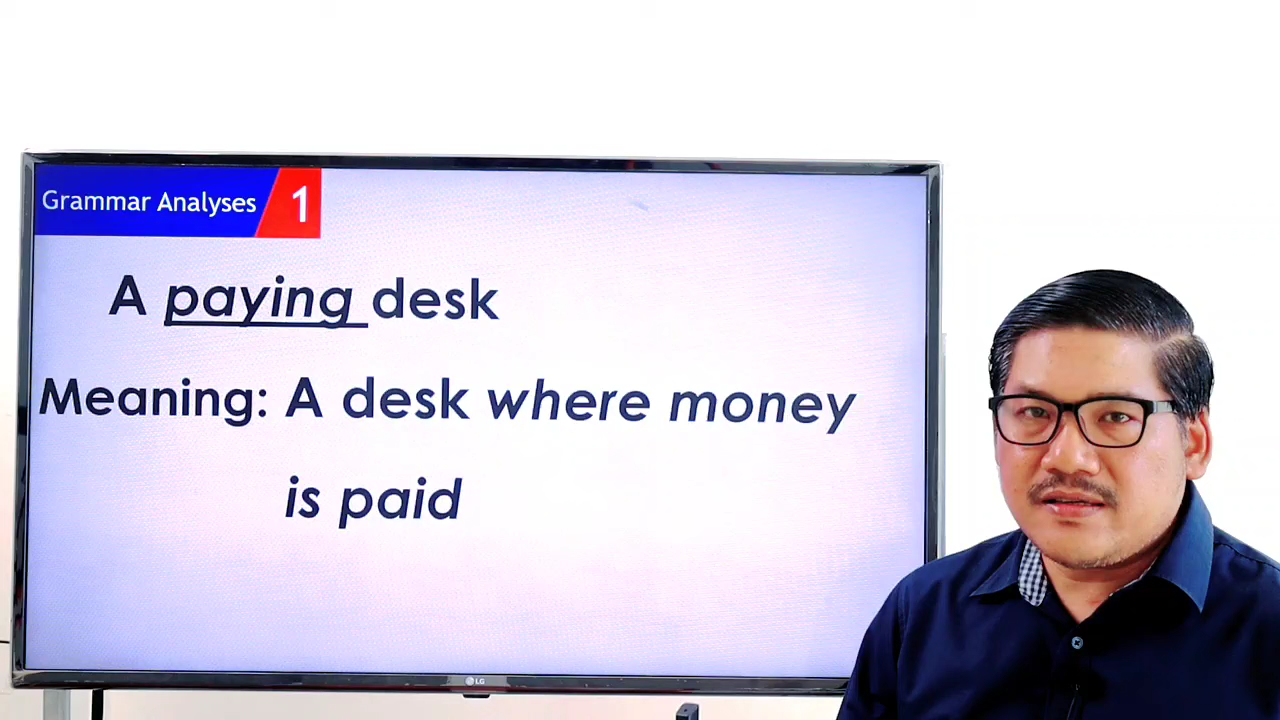 Grammar Analyses 1
A paying desk
Meaning: A desk where money
is paid
LG